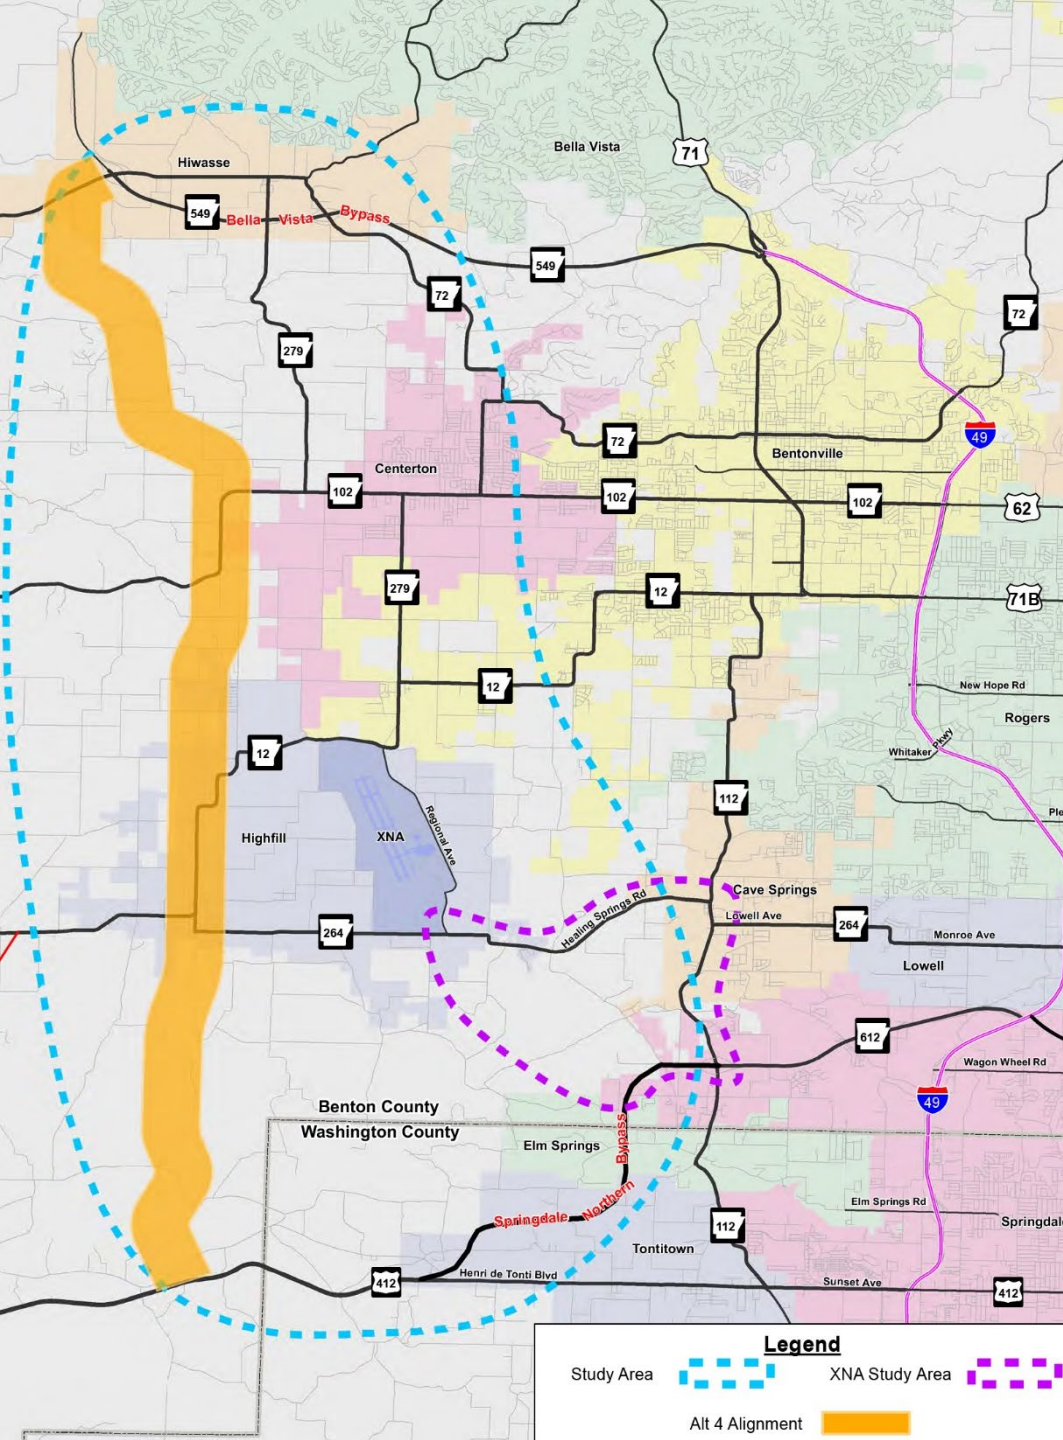 Bella Vista
71
Hiwasse
549
Bella Vista Bypass
549
72
72
279
49
72
Bentonville
Centerton
102
102
102
62
279
12
71B
12
New Hope Rd
Rogers
Whitaker Pkwy
12
112
Highfill
XNA
Regional Ave
Cave Springs
Healing Springs Rd
Lowell Ave
264
264
Monroe Ave
Lowell
612
Wagon Wheel Rd
49
Benton County
Washington County
Elm Springs
Springdale Northern Bypass
Elm Springs Rd
112
Tontitown
Henri de Tonti Blvd
412
Sunset Ave
412
Legend
Study Area
XNA Study Area
Alt 4 Alignment